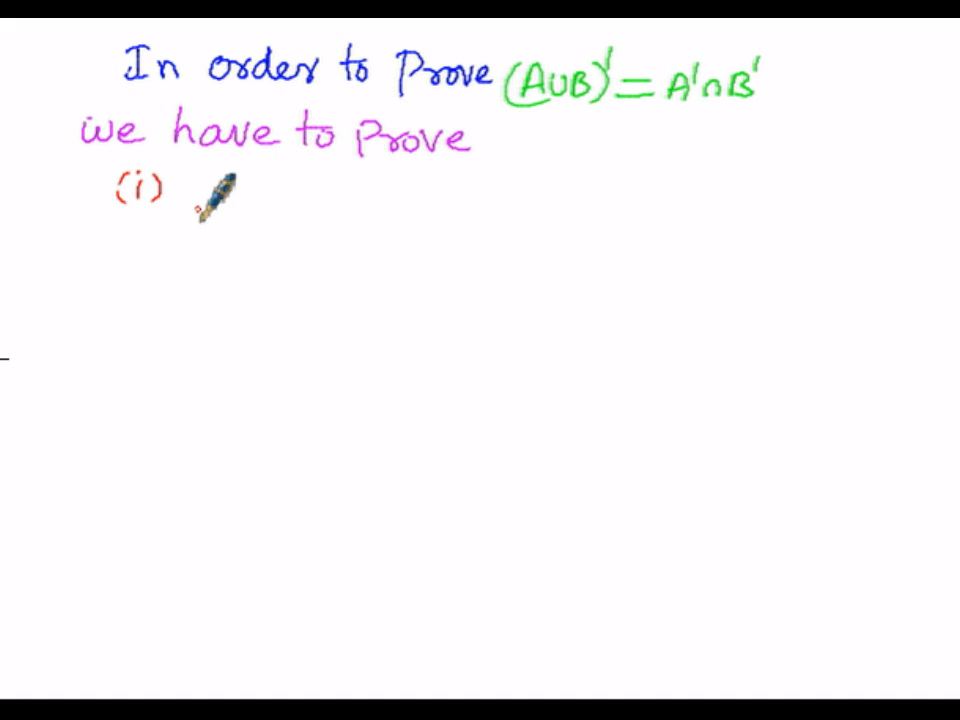 In order to Prove (A∪B)' = A'∩B'
we have to Prove
(i)